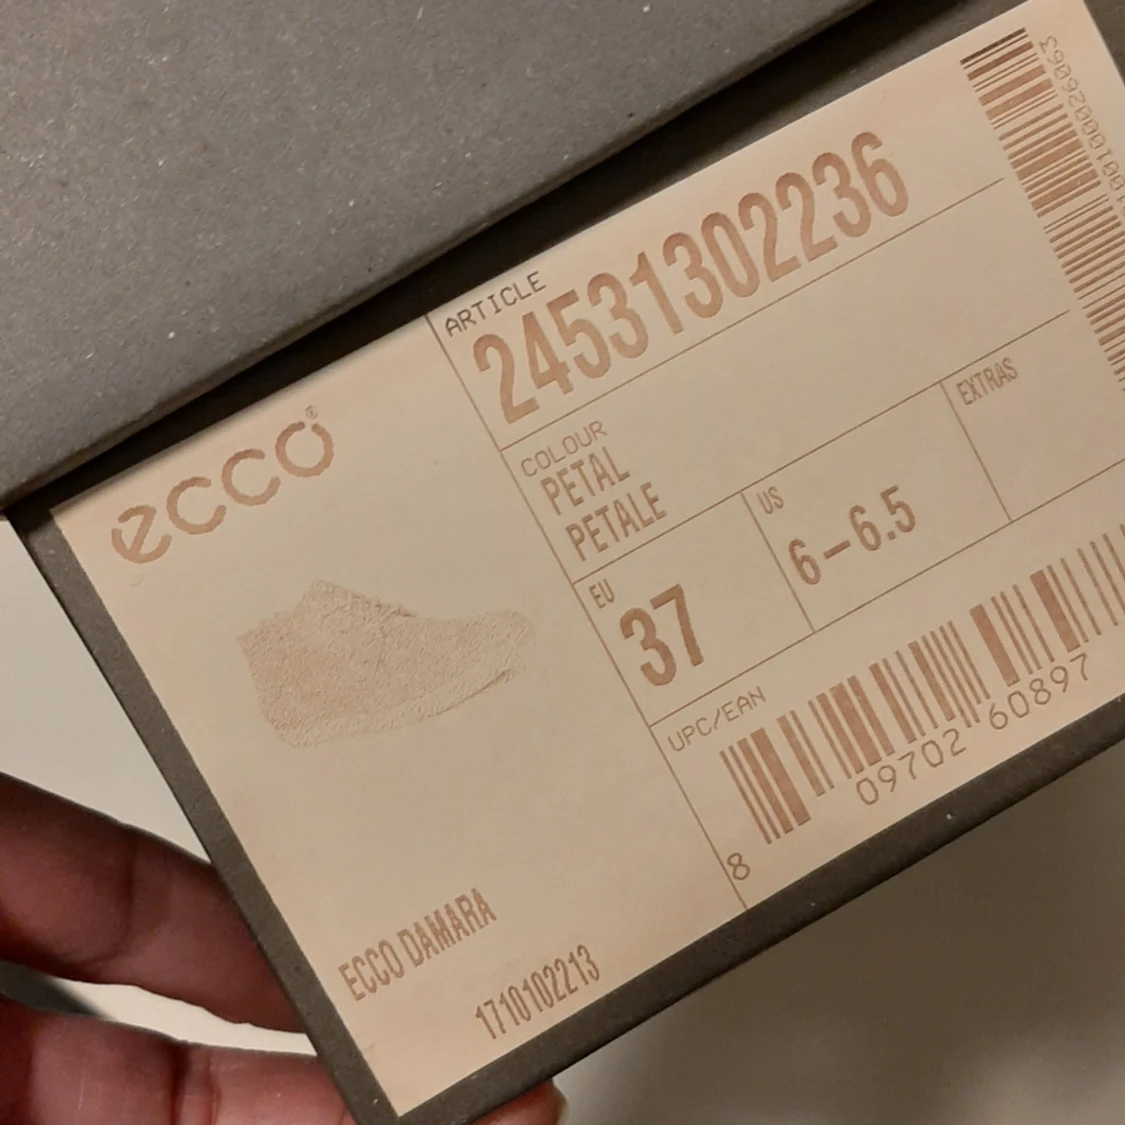 ecco®
ARTICLE
24531302236
COLOUR
PETAL
PETALE
EU
37
US
6-6.5
EXTRAS
UPC/EAN
8 09702 60897
ECCO DAMARA
1710102213